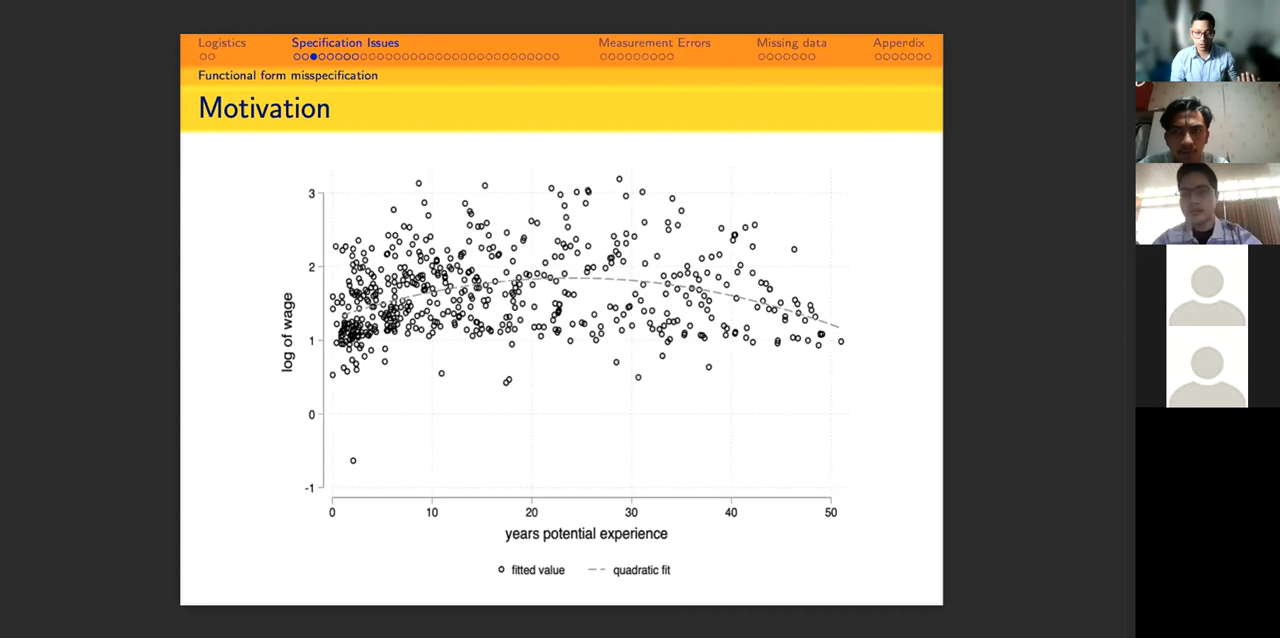 Logistics Specification Issues Measurement Errors Missing data Appendix
Functional form misspecification
Motivation
3
2
1
0
-1
log of wage
0 10 20 30 40 50
years potential experience
fitted value quadratic fit